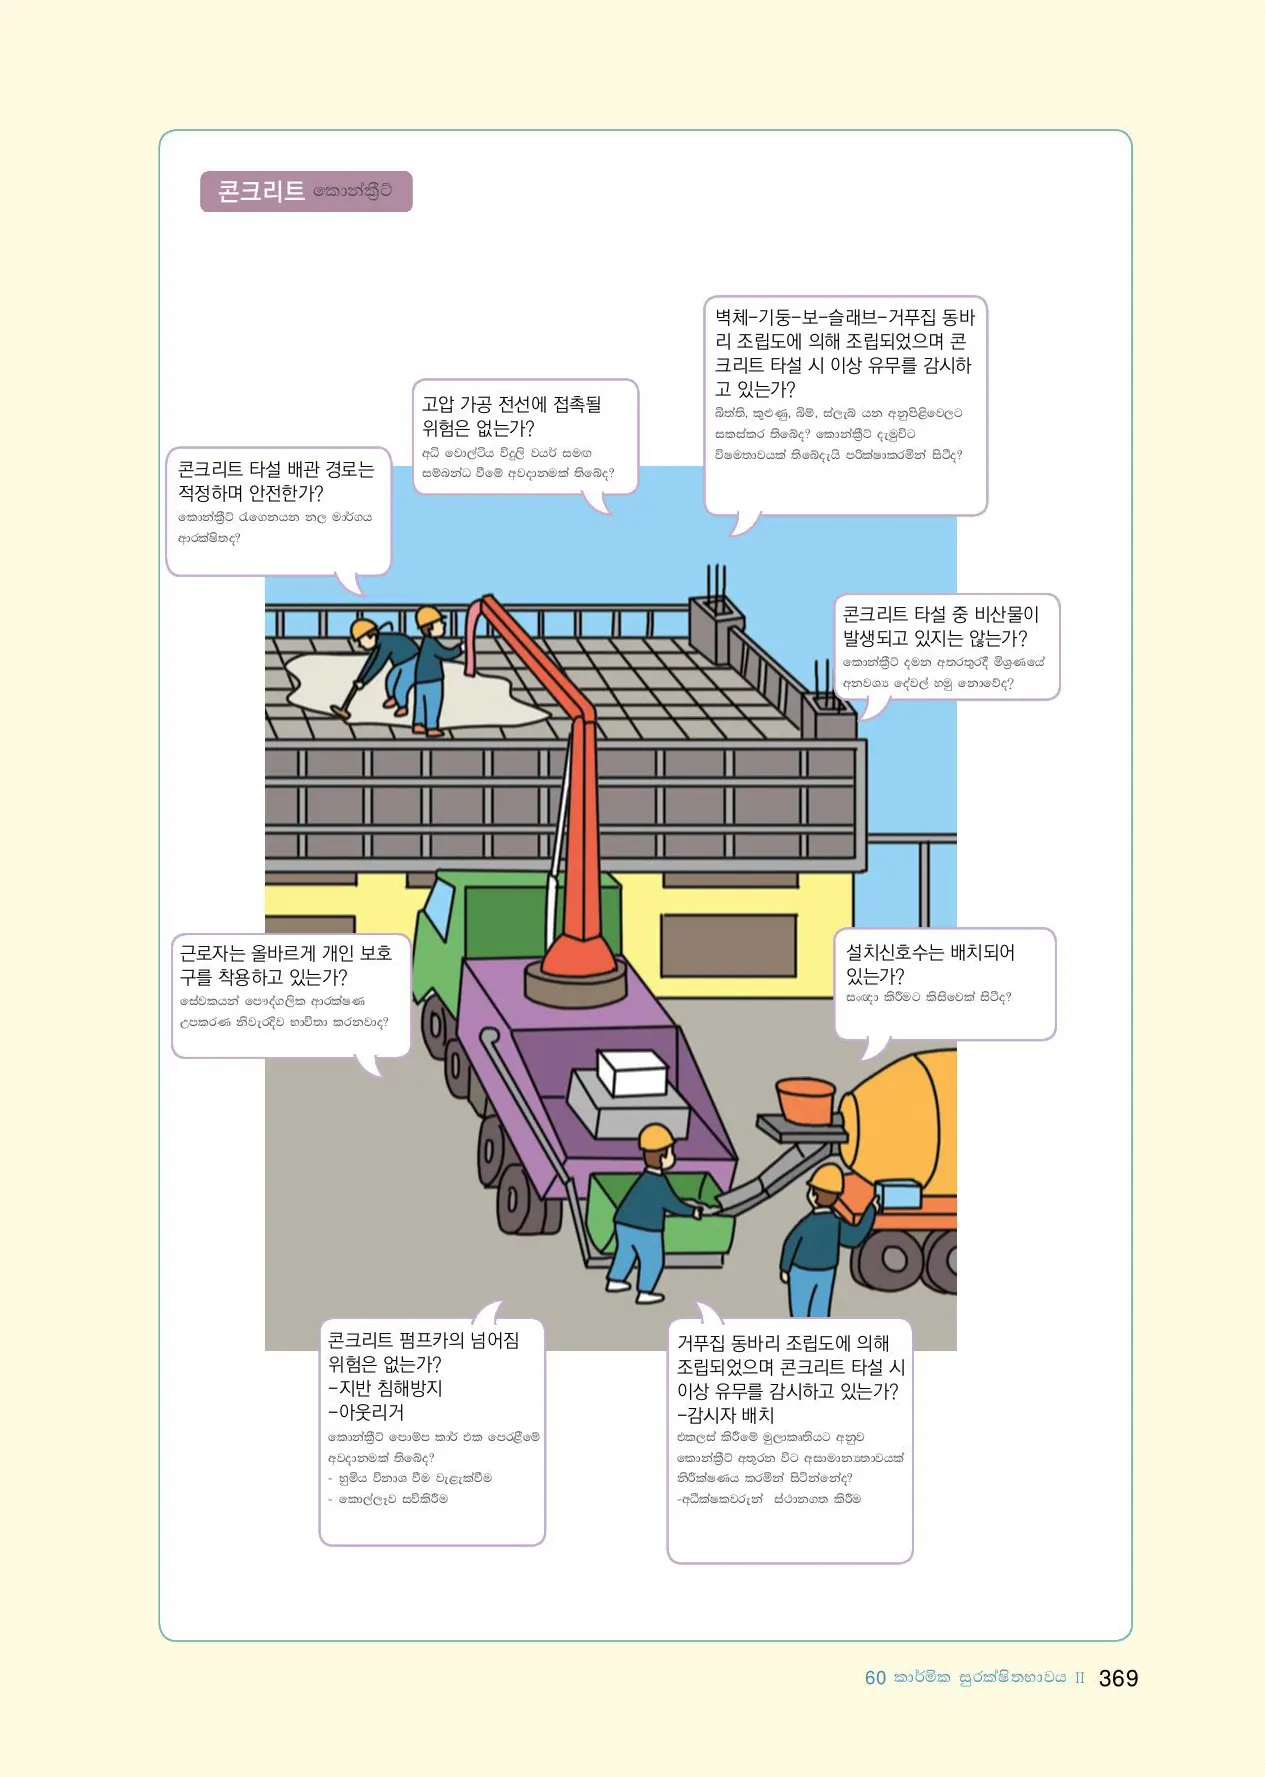 콘크리트 කොන්ක්‍රීට්
벽체-기둥-보-슬래브-거푸집 동바
리 조립도에 의해 조립되었으며 콘
크리트 타설 시 이상 유무를 감시하
고 있는가?
බිත්ති, කුළුණු, බීම්, ස්ලැබ් යන අනුපිළිවෙලට
සකස්කර තිබේද? කොන්ක්‍රීට් දැමුවිට
විෂමතාවයක් තිබේදැයි පරික්ෂාකරමින් සිටීද?
고압 가공 전선에 접촉될
위험은 없는가?
අධි වොල්ටීය විදුලි වයර් සමඟ
සම්බන්ධ වීමේ අවදානමක් තිබේද?
콘크리트 타설 배관 경로는
적정하며 안전한가?
කොන්ක්‍රීට් රැගෙනයන නල මාර්ගය
ආරක්ෂිතද?
콘크리트 타설 중 비산물이
발생되고 있지는 않는가?
කොන්ක්‍රීට් දමන අතරතුරදී මිශ්‍රණයේ
අනවශ්‍ය දේවල් හමු නොවේද?
근로자는 올바르게 개인 보호
구를 착용하고 있는가?
සේවකයන් පෞද්ගලික ආරක්ෂණ
උපකරණ නිවැරදිව භාවිතා කරනවාද?
설치신호수는 배치되어
있는가?
සංඥා කිරීමට කිසිවෙක් සිටීද?
콘크리트 펌프카의 넘어짐
위험은 없는가?
-지반 침해방지
-아웃리거
කොන්ක්‍රීට් පොම්ප කාර් එක පෙරළීමේ
අවදානමක් තිබේද?
- භූමිය විනාශ වීම වැළැක්වීම
- කොල්ලෑව සවිකිරීම
거푸집 동바리 조립도에 의해
조립되었으며 콘크리트 타설 시
이상 유무를 감시하고 있는가?
-감시자 배치
එකලස් කිරීමේ මුලාකෘතියට අනුව
කොන්ක්‍රීට් අතුරන විට අසාමාන්‍යතාවයක්
නිරීක්ෂණය කරමින් සිටින්නේද?
-අධීක්ෂකවරුන් ස්ථානගත කිරීම
60 කාර්මික සුරක්ෂිතභාවය II 369